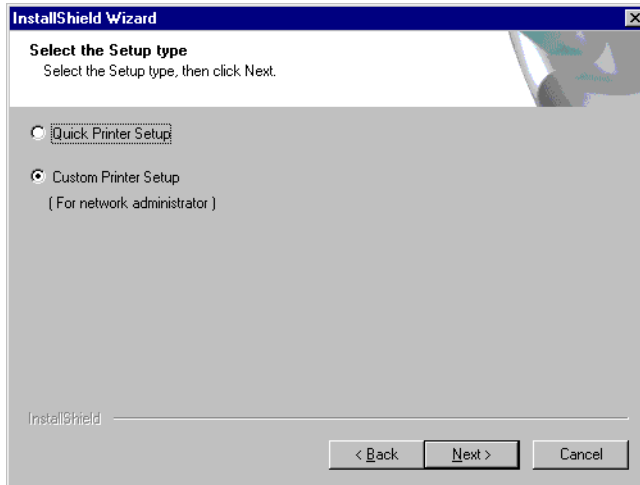 InstallShield Wizard
Select the Setup type
Select the Setup type, then click Next.
Quick Printer Setup
Custom Printer Setup
( For network administrator )
InstallShield
< Back
Next >
Cancel